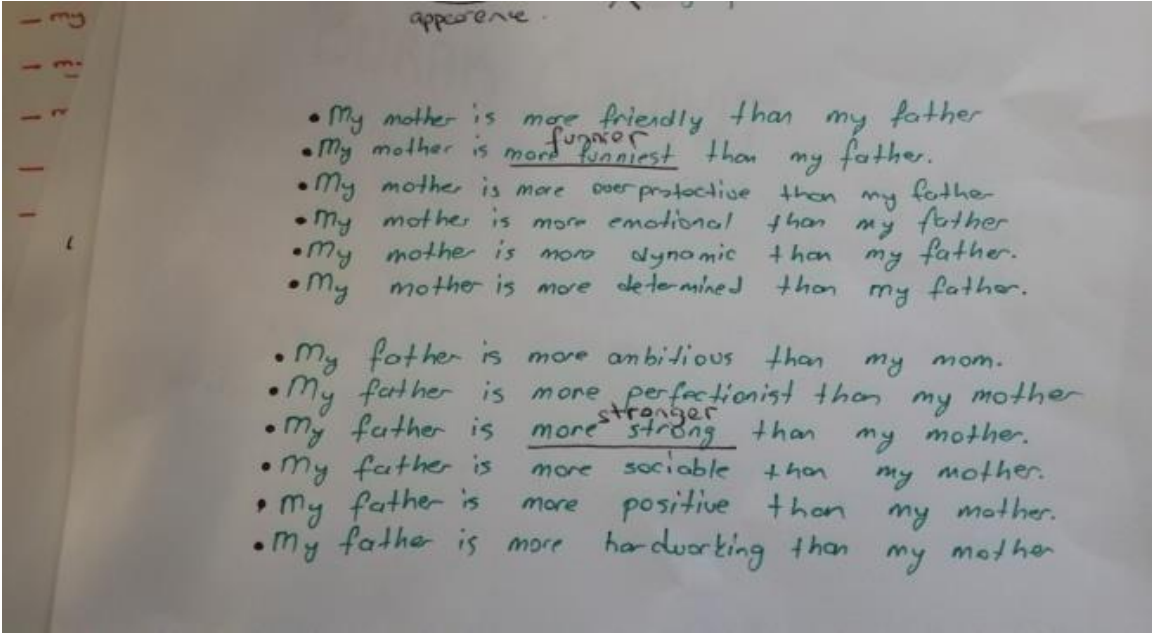 - my
appearence.
• My mother is more friendly than my father
funnier
• My mother is more funniest than my father.
• My mother is more overprotective than my father
• My mother is more emotional than my father
• My mother is more dynamic than my father.
• My mother is more determined than my father.
• My father is more ambitious than my mom.
• My father is more perfectionist than my mother
stronger
• My father is more strong than my mother.
• My father is more sociable than my mother.
• My father is more positive than my mother.
• My father is more hardworking than my mother